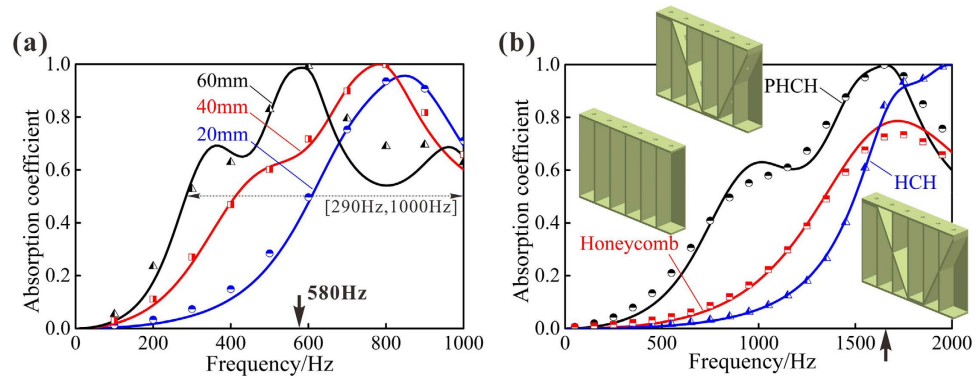 (a)
Absorption coefficient
1.0
0.8
0.6
0.4
0.2
0.0
60mm
40mm
20mm
[290Hz,1000Hz]
580Hz
0
200
400
600
800
1000
Frequency/Hz
(b)
Absorption coefficient
1.0
0.8
0.6
0.4
0.2
0.0
PHCH
HCH
Honeycomb
0
500
1000
1500
2000
Frequency/Hz